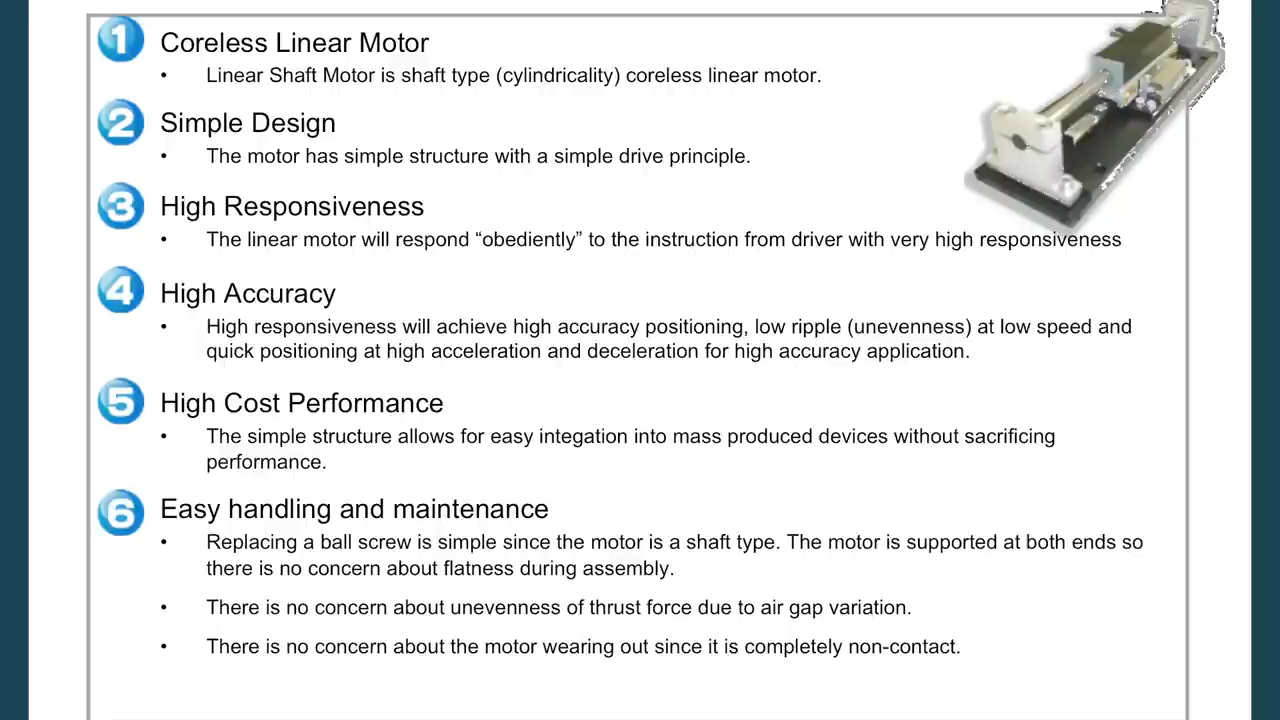 1 Coreless Linear Motor
• Linear Shaft Motor is shaft type (cylindricality) coreless linear motor.
2 Simple Design
• The motor has simple structure with a simple drive principle.
3 High Responsiveness
• The linear motor will respond “obediently” to the instruction from driver with very high responsiveness
4 High Accuracy
• High responsiveness will achieve high accuracy positioning, low ripple (unevenness) at low speed and
quick positioning at high acceleration and deceleration for high accuracy application.
5 High Cost Performance
• The simple structure allows for easy integation into mass produced devices without sacrificing
performance.
6 Easy handling and maintenance
• Replacing a ball screw is simple since the motor is a shaft type. The motor is supported at both ends so
there is no concern about flatness during assembly.
• There is no concern about unevenness of thrust force due to air gap variation.
• There is no concern about the motor wearing out since it is completely non-contact.